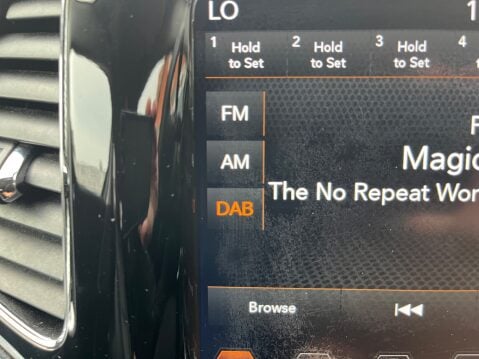 LO
1 Hold to Set 2 Hold to Set 3 Hold to Set 4
FM
AM
Magic
The No Repeat Wor
DAB
Browse